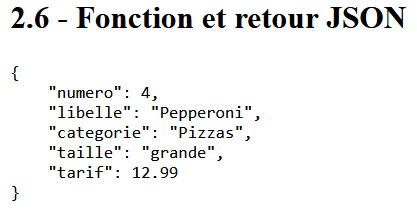 2.6 - Fonction et retour JSON
{
    "numero": 4,
    "libelle": "Pepperoni",
    "categorie": "Pizzas",
    "taille": "grande",
    "tarif": 12.99
}